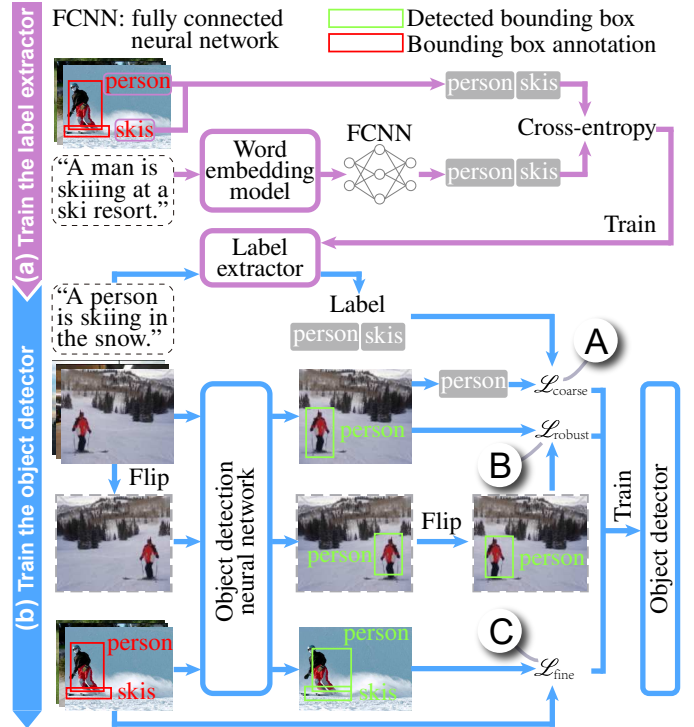 FCNN: fully connected
neural network
Detected bounding box
Bounding box annotation
(a) Train the label extractor
person
skis
person skis
FCNN
Cross-entropy
"A man is
skiiing at a
ski resort."
Word
embedding
model
person skis
Train
Label
extractor
"A person
is skiing in
the snow."
Label
person skis
(b) Train the object detector
A
person
ℒcoarse
person
ℒrobust
B
Flip
Object detection
neural network
person
Flip
person
Train
Object detector
C
person
skis
person
skis
ℒfine